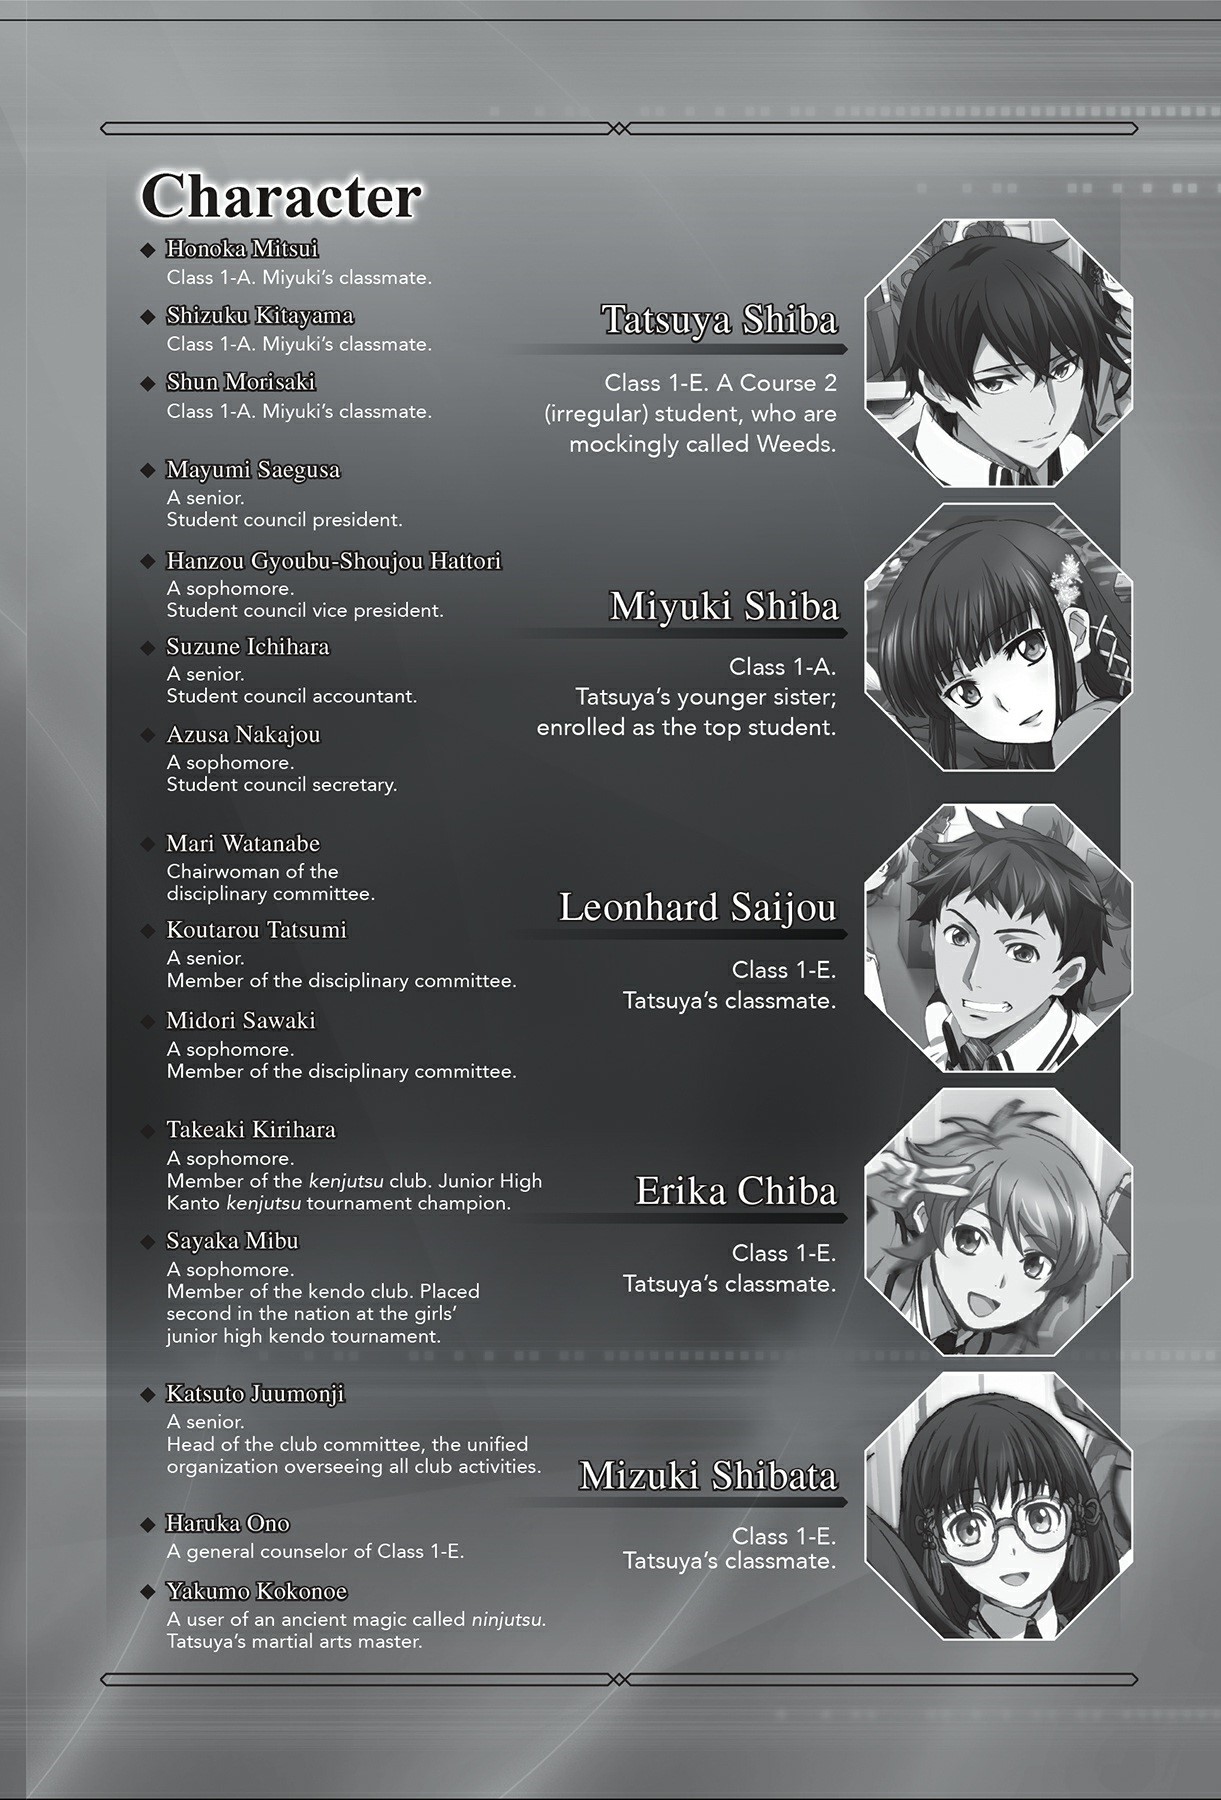 Character
Honoka Mitsui
Class 1-A. Miyuki’s classmate.
Shizuku Kitayama
Class 1-A. Miyuki’s classmate.
Shun Morisaki
Class 1-A. Miyuki’s classmate.
Mayumi Saegusa
A senior.
Student council president.
Hanzou Gyoubu-Shoujou Hattori
A sophomore.
Student council vice president.
Suzune Ichihara
A senior.
Student council accountant.
Azusa Nakajou
A sophomore.
Student council secretary.
Mari Watanabe
Chairwoman of the
disciplinary committee.
Koutarou Tatsumi
A senior.
Member of the disciplinary committee.
Midori Sawaki
A sophomore.
Member of the disciplinary committee.
Takeaki Kirihara
A sophomore.
Member of the kenjutsu club. Junior High
Kanto kenjutsu tournament champion.
Sayaka Mibu
A sophomore.
Member of the kendo club. Placed
second in the nation at the girls’
junior high kendo tournament.
Katsuto Juumonji
A senior.
Head of the club committee, the unified
organization overseeing all club activities.
Haruka Ono
A general counselor of Class 1-E.
Yakumo Kokonoe
A user of an ancient magic called ninjutsu.
Tatsuya’s martial arts master.
Tatsuya Shiba
Class 1-E. A Course 2
(irregular) student, who are
mockingly called Weeds.
Miyuki Shiba
Class 1-A.
Tatsuya’s younger sister;
enrolled as the top student.
Leonhard Saijou
Class 1-E.
Tatsuya’s classmate.
Erika Chiba
Class 1-E.
Tatsuya’s classmate.
Mizuki Shibata
Class 1-E.
Tatsuya’s classmate.